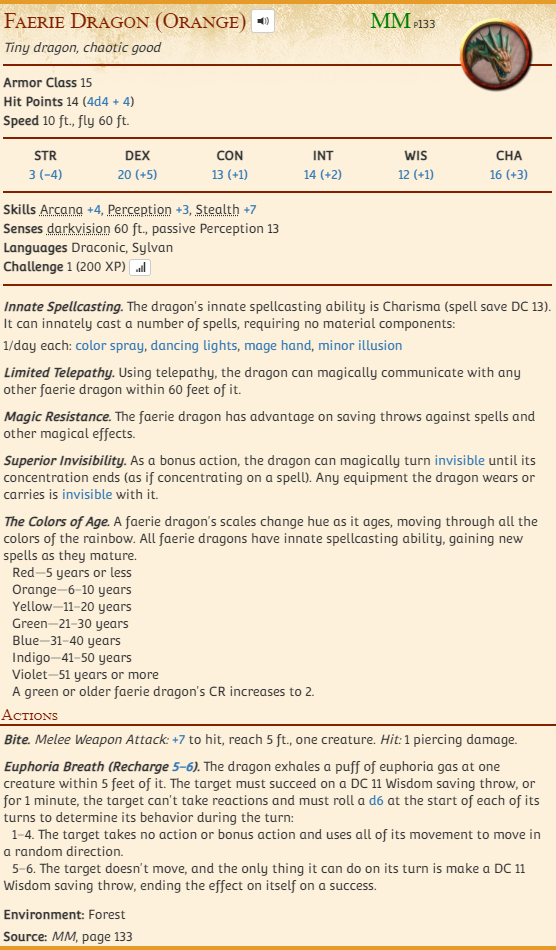 Faerie Dragon (Orange)
MM P133
Tiny dragon, chaotic good
Armor Class 15
Hit Points 14 (4d4 + 4)
Speed 10 ft., fly 60 ft.
STR DEX CON INT WIS CHA
3 (−4) 20 (+5) 13 (+1) 14 (+2) 12 (+1) 16 (+3)
Skills Arcana +4, Perception +3, Stealth +7
Senses darkvision 60 ft., passive Perception 13
Languages Draconic, Sylvan
Challenge 1 (200 XP)
Innate Spellcasting. The dragon's innate spellcasting ability is Charisma (spell save DC 13).
It can innately cast a number of spells, requiring no material components:
1/day each: color spray, dancing lights, mage hand, minor illusion
Limited Telepathy. Using telepathy, the dragon can magically communicate with any
other faerie dragon within 60 feet of it.
Magic Resistance. The faerie dragon has advantage on saving throws against spells and
other magical effects.
Superior Invisibility. As a bonus action, the dragon can magically turn invisible until its
concentration ends (as if concentrating on a spell). Any equipment the dragon wears or
carries is invisible with it.
The Colors of Age. A faerie dragon's scales change hue as it ages, moving through all the
colors of the rainbow. All faerie dragons have innate spellcasting ability, gaining new
spells as they mature.
Red—5 years or less
Orange—6–10 years
Yellow—11–20 years
Green—21–30 years
Blue—31–40 years
Indigo—41–50 years
Violet—51 years or more
A green or older faerie dragon's CR increases to 2.
Actions
Bite. Melee Weapon Attack: +7 to hit, reach 5 ft., one creature. Hit: 1 piercing damage.
Euphoria Breath (Recharge 5–6). The dragon exhales a puff of euphoria gas at one
creature within 5 feet of it. The target must succeed on a DC 11 Wisdom saving throw, or
for 1 minute, the target can't take reactions and must roll a d6 at the start of each of its
turns to determine its behavior during the turn:
1–4. The target takes no action or bonus action and uses all of its movement to move in
a random direction.
5–6. The target doesn't move, and the only thing it can do on its turn is make a DC 11
Wisdom saving throw, ending the effect on itself on a success.
Environment: Forest
Source: MM, page 133